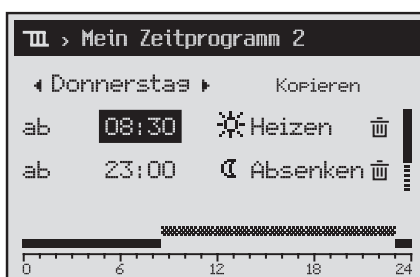 › Mein Zeitprogramm 2
◂ Donnerstag ▸ Kopieren
ab 08:30 Heizen
ab 23:00 Absenken
0 6 12 18 24